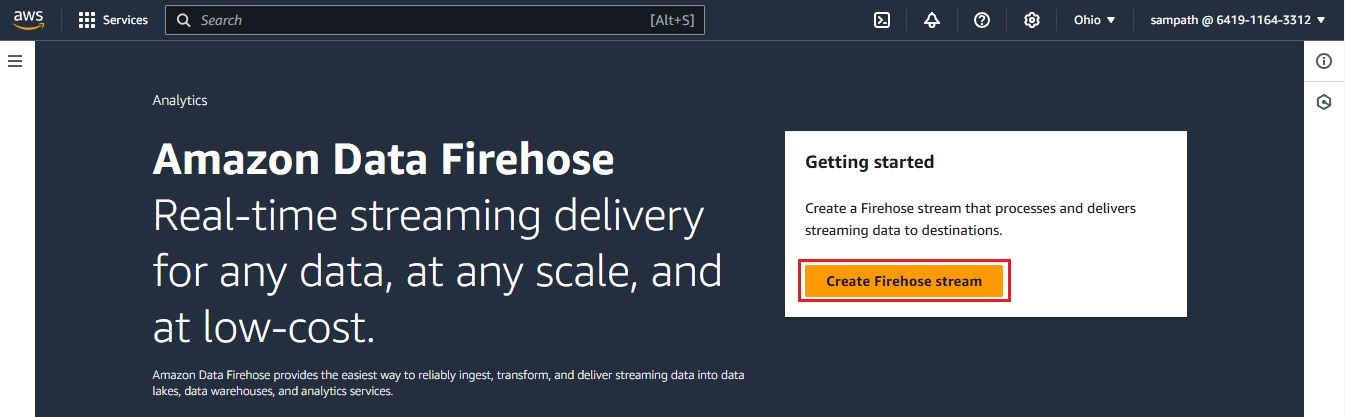 aws
Services
Search
[Alt+S]
Ohio
sampath @ 6419-1164-3312
Analytics
Amazon Data Firehose
Real-time streaming delivery
for any data, at any scale, and
at low-cost.
Amazon Data Firehose provides the easiest way to reliably ingest, transform, and deliver streaming data into data
lakes, data warehouses, and analytics services.
Getting started
Create a Firehose stream that processes and delivers
streaming data to destinations.
Create Firehose stream